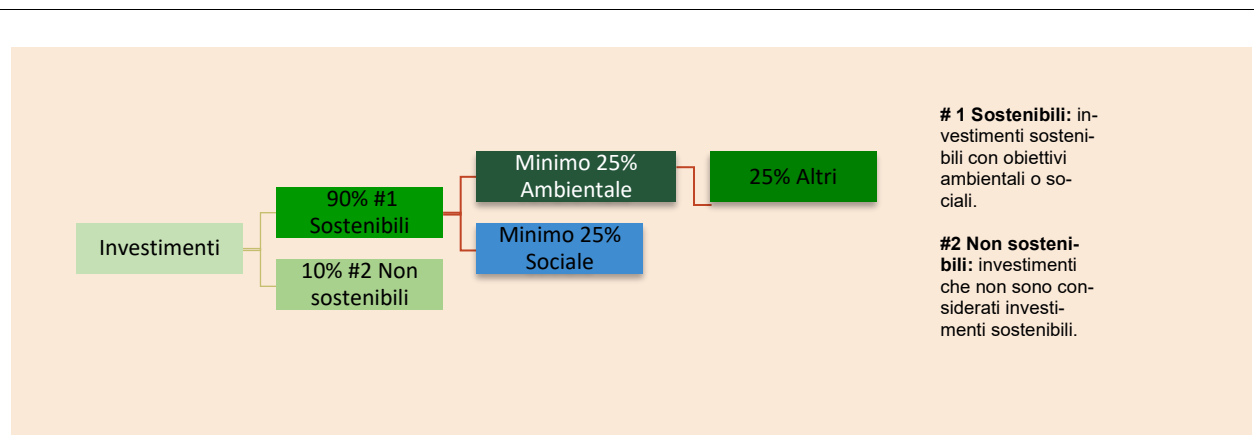 Investimenti
90% #1
Sostenibili
10% #2 Non
sostenibili
Minimo 25%
Ambientale
Minimo 25%
Sociale
25% Altri
# 1 Sostenibili: in-
vestimenti sosteni-
bili con obiettivi
ambientali o so-
ciali.
#2 Non sosteni-
bili: investimenti
che non sono con-
siderati investi-
menti sostenibili.